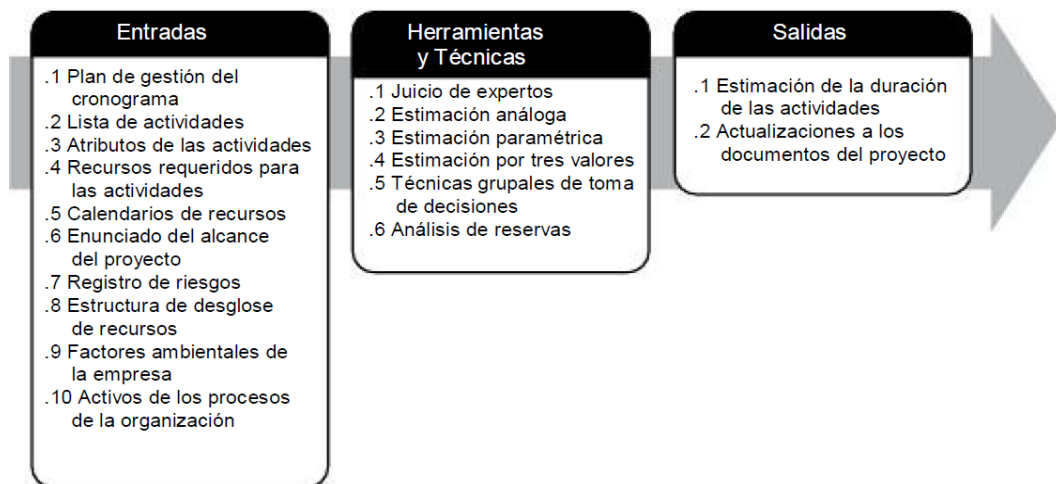 Entradas
.1 Plan de gestión del
cronograma
.2 Lista de actividades
.3 Atributos de las actividades
.4 Recursos requeridos para
las actividades
.5 Calendarios de recursos
.6 Enunciado del alcance
del proyecto
.7 Registro de riesgos
.8 Estructura de desglose
de recursos
.9 Factores ambientales de
la empresa
.10 Activos de los procesos
de la organización
Herramientas
y Técnicas
.1 Juicio de expertos
.2 Estimación análoga
.3 Estimación paramétrica
.4 Estimación por tres valores
.5 Técnicas grupales de toma
de decisiones
.6 Análisis de reservas
Salidas
.1 Estimación de la duración
de las actividades
.2 Actualizaciones a los
documentos del proyecto